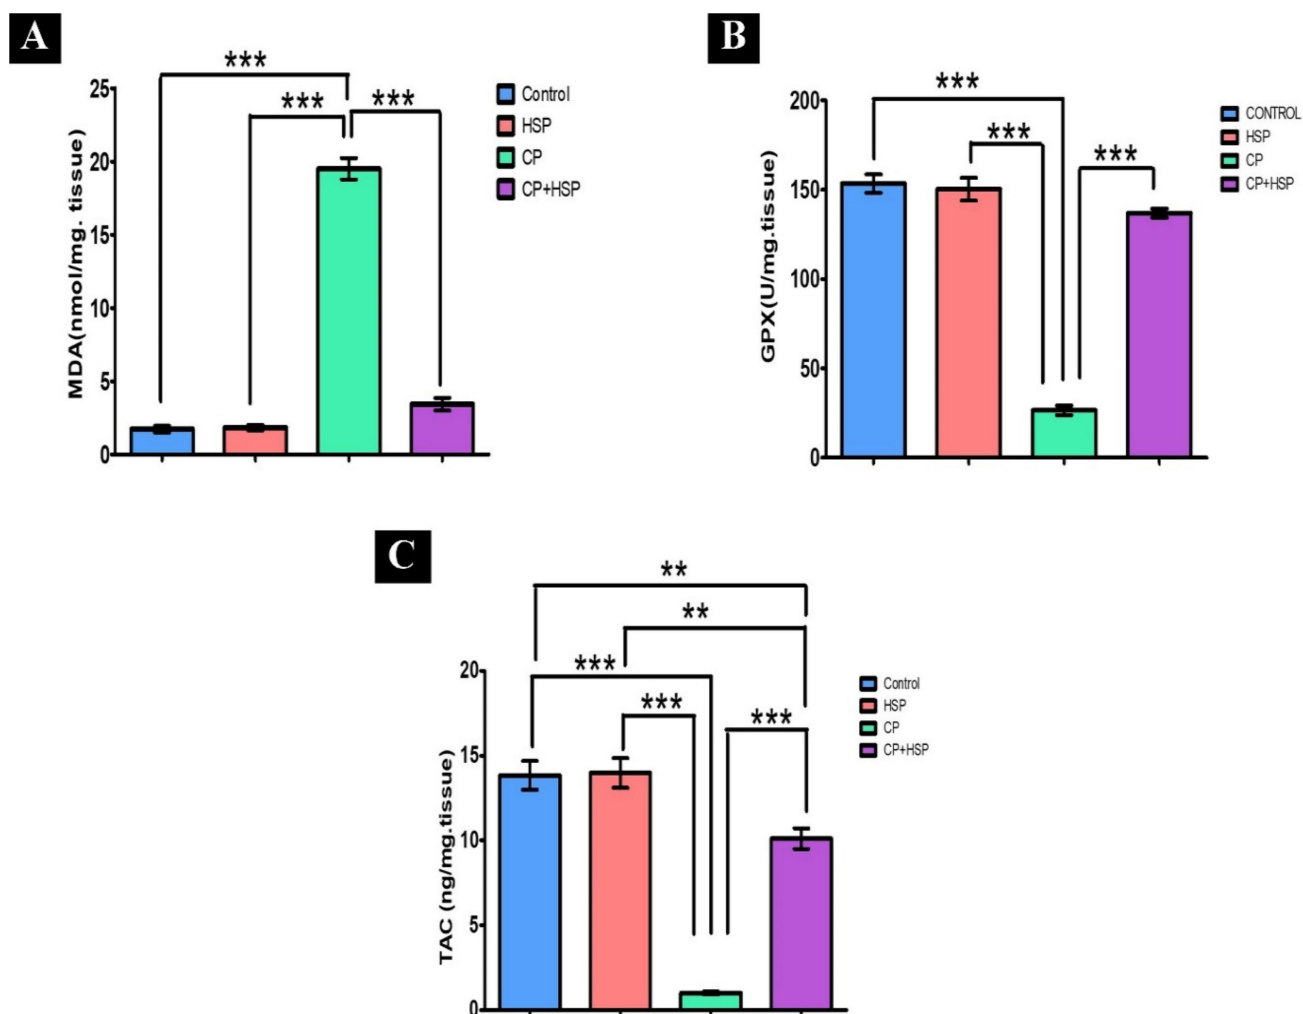 A
***
***
***
25
20
15
10
5
0
MDA(nmol/mg. tissue)
Control
HSP
CP
CP+HSP
B
***
***
***
200
150
100
50
0
GPX(U/mg.tissue)
CONTROL
HSP
CP
CP+HSP
C
**
**
***
***
***
20
15
10
5
0
TAC (ng/mg.tissue)
Control
HSP
CP
CP+HSP